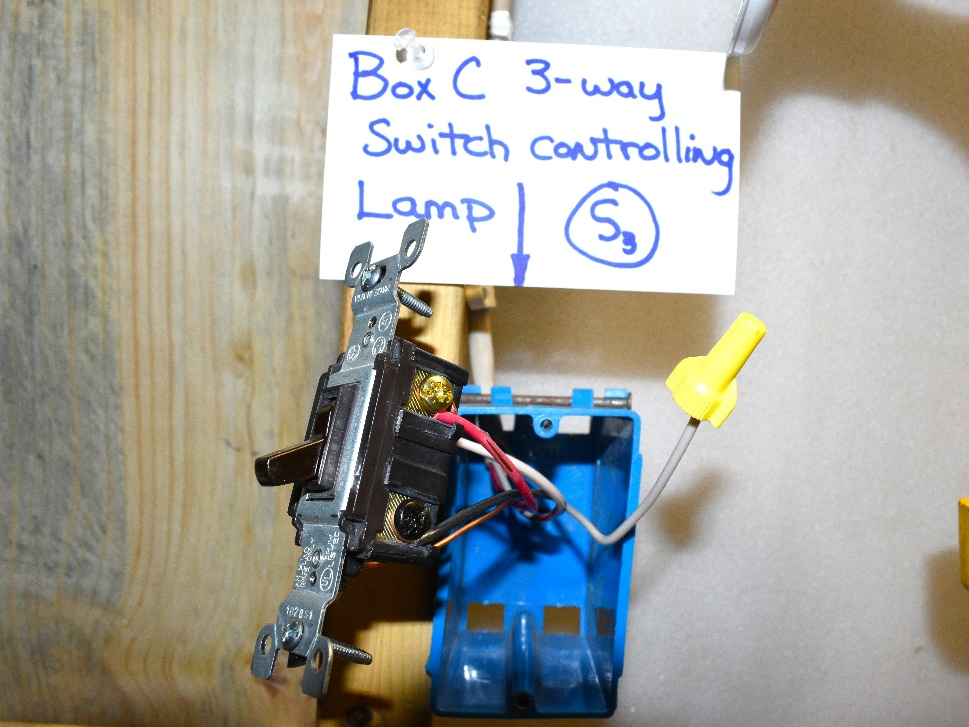 Box C 3-way
Switch controlling
Lamp ↓ S3